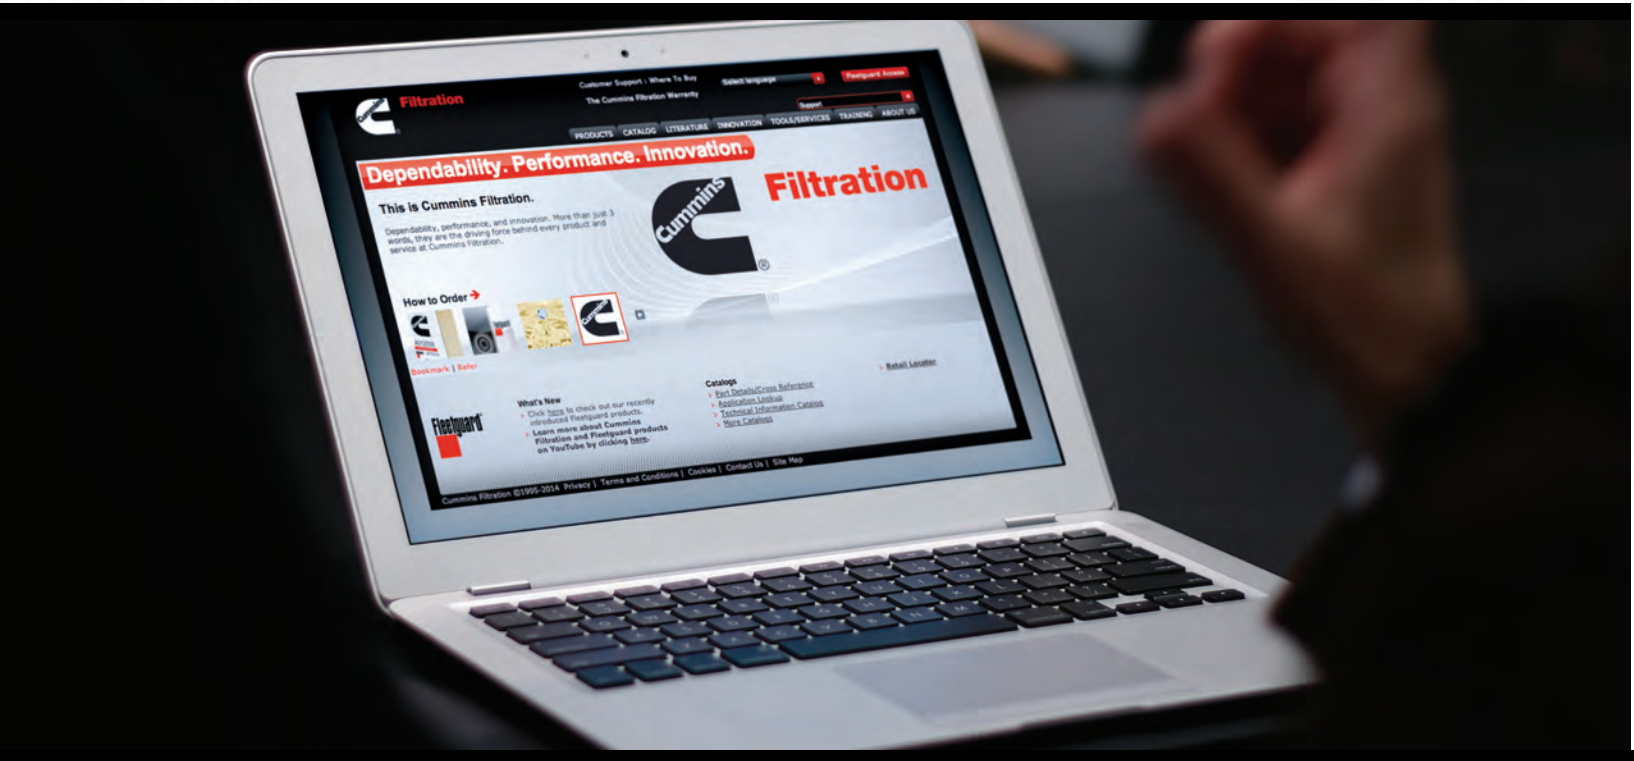 Cummins
Filtration
Customer Support : Where To Buy
Select language
Fleetguard Access
The Cummins Filtration Warranty
Support
PRODUCTS CATALOG LITERATURE INNOVATION TOOLS/SERVICES TRAINING ABOUT US
Dependability. Performance. Innovation.
This is Cummins Filtration.
Dependability, performance, and innovation. More than just 3
words, they are the driving force behind every product and
service at Cummins Filtration.
Cummins
®
Filtration
How to Order
Cummins
Bookmark | Refer
Fleetguard
What's New
Click here to check out our recently
introduced Fleetguard products.
Learn more about Cummins
Filtration and Fleetguard products
on YouTube by clicking here.
Catalogs
Part Details/Cross Reference
Application Lookup
Technical Information Catalog
More Catalogs
Retail Locator
Cummins Filtration ©1995-2014 Privacy | Terms and Conditions | Cookies | Contact Us | Site Map